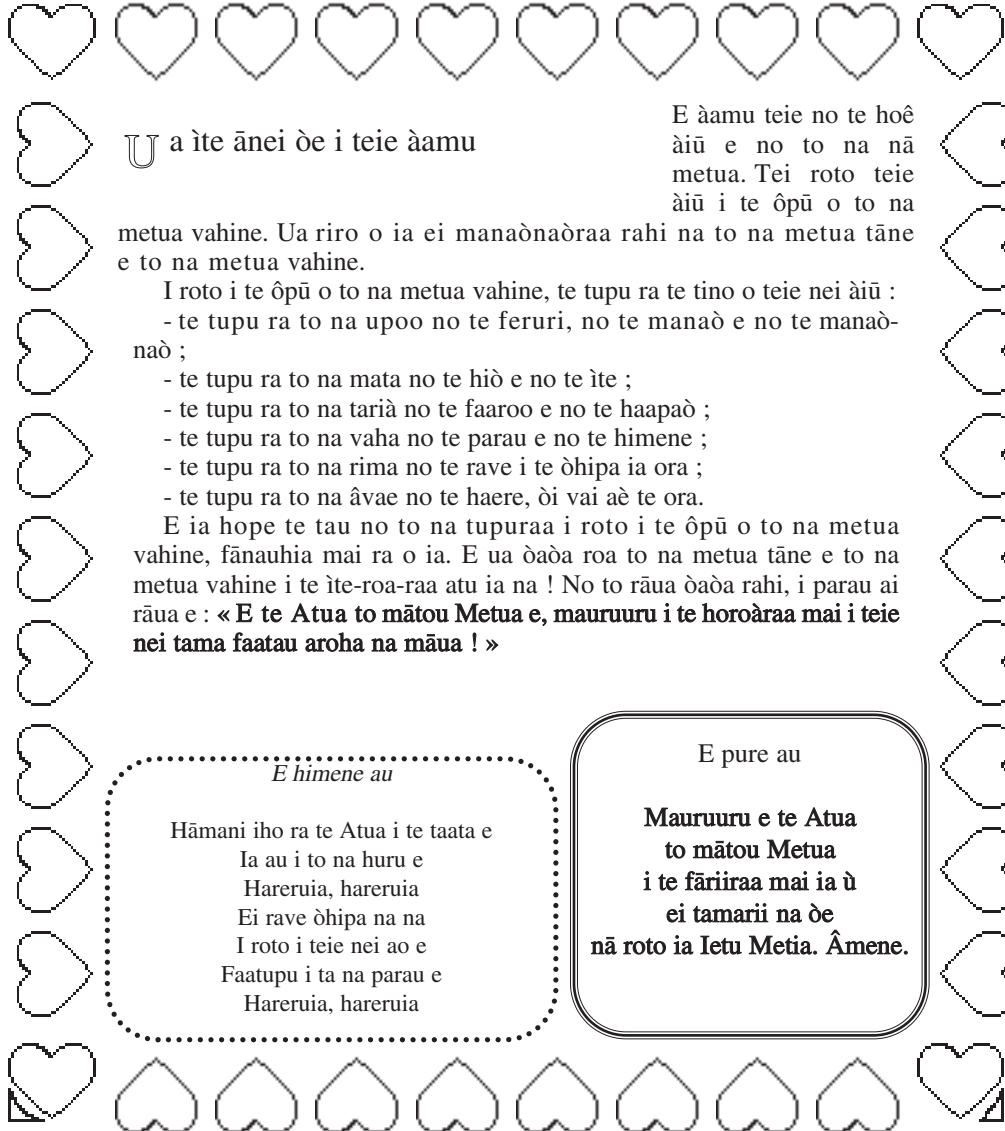 Ua ìte ānei òe i teie àamu
E àamu teie no te hoê
àiū e no to na nā
metua. Tei roto teie
àiū i te ôpū o to na
metua vahine. Ua riro o ia ei manaònaòraa rahi na to na metua tāne
e to na metua vahine.
I roto i te ôpū o to na metua vahine, te tupu ra te tino o teie nei àiū :
- te tupu ra to na upoo no te feruri, no te manaò e no te manaò-
naò ;
- te tupu ra to na mata no te hiò e no te ìte ;
- te tupu ra to na tarià no te faaroo e no te haapaò ;
- te tupu ra to na vaha no te parau e no te himene ;
- te tupu ra to na rima no te rave i te òhipa ia ora ;
- te tupu ra to na âvae no te haere, òi vai aè te ora.
E ia hope te tau no to na tupuraa i roto i te ôpū o to na metua
vahine, fānauhia mai ra o ia. E ua òaòa roa to na metua tāne e to na
metua vahine i te ìte-roa-raa atu ia na ! No to rāua òaòa rahi, i parau ai
rāua e : « E te Atua to mātou Metua e, mauruuru i te horoàraa mai i teie
nei tama faatau aroha na māua ! »
E himene au
Hāmani iho ra te Atua i te taata e
Ia au i to na huru e
Hareruia, hareruia
Ei rave òhipa na na
I roto i teie nei ao e
Faatupu i ta na parau e
Hareruia, hareruia
E pure au
Mauruuru e te Atua
to mātou Metua
i te fāriiraa mai ia ù
ei tamarii na òe
nā roto ia Ietu Metia. Âmene.